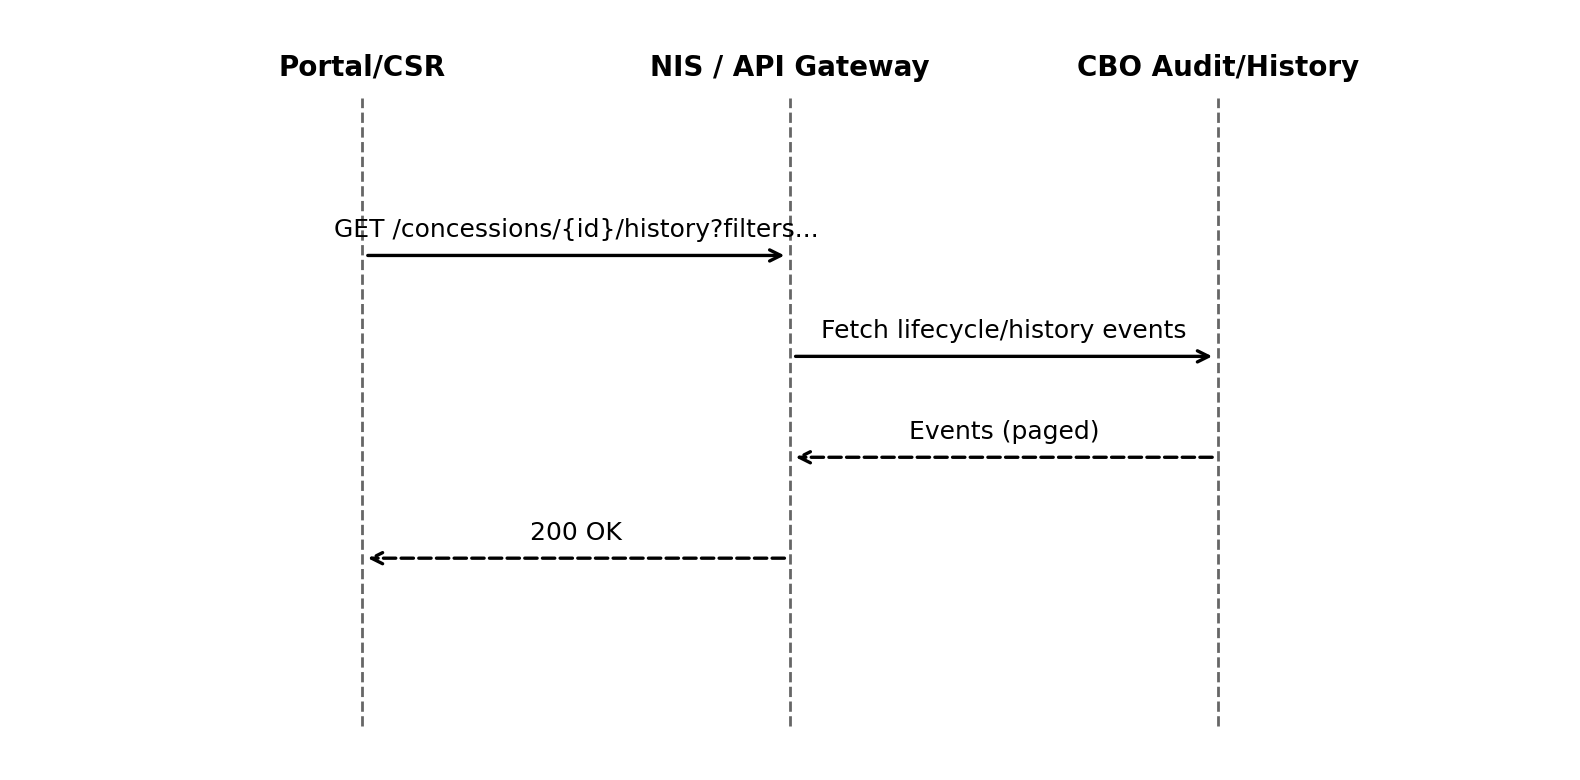 Portal/CSR
NIS / API Gateway
CBO Audit/History
GET /concessions/{id}/history?filters...
Fetch lifecycle/history events
Events (paged)
200 OK